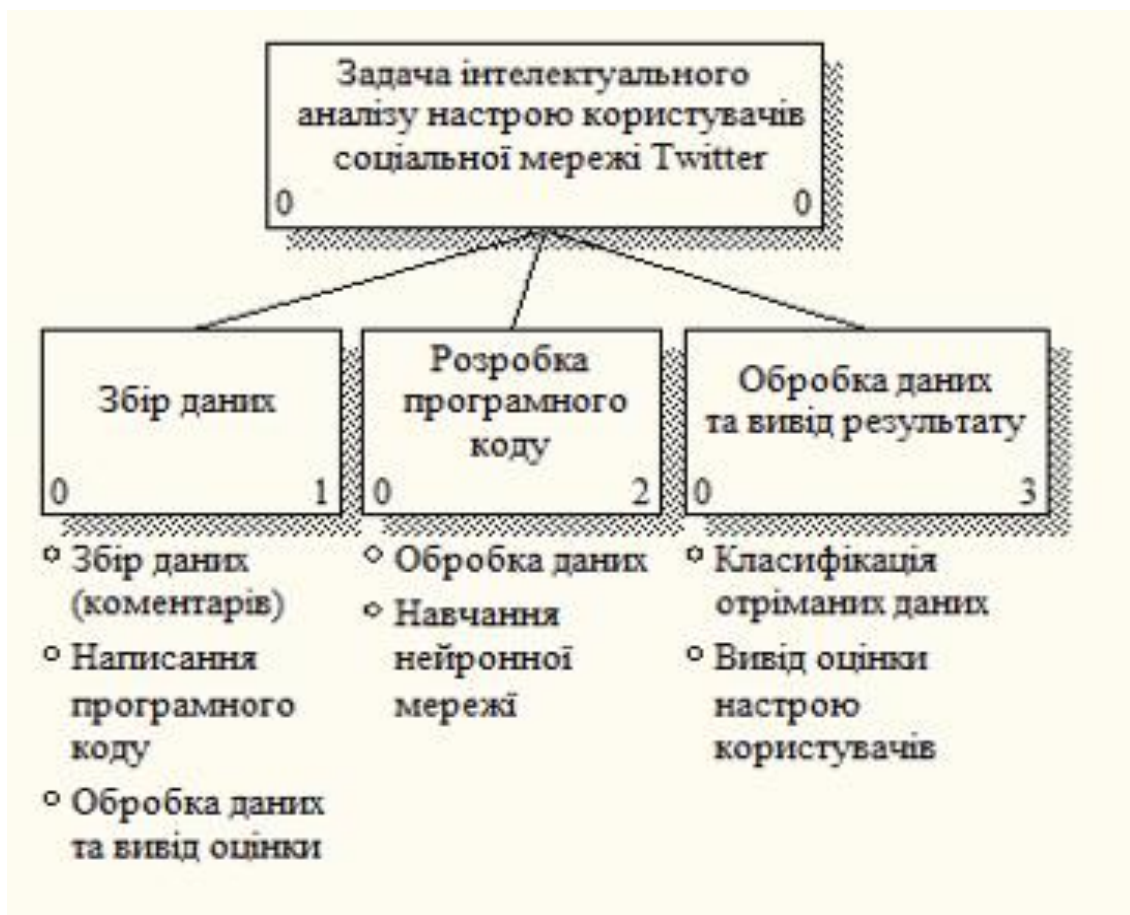 Задача інтелектуального
аналізу настрою користувачів
соціальної мережі Twitter
0 0
Збір даних
0 1
Розробка
програмного
коду
0 2
Обробка даних
та вивід результату
0 3
Збір даних
(коментарів)
Написання
програмного
коду
Обробка даних
та вивід оцінки
Обробка даних
Навчання
нейронної
мережі
Класифікація
отріманих даних
Вивід оцінки
настрою
користувачів